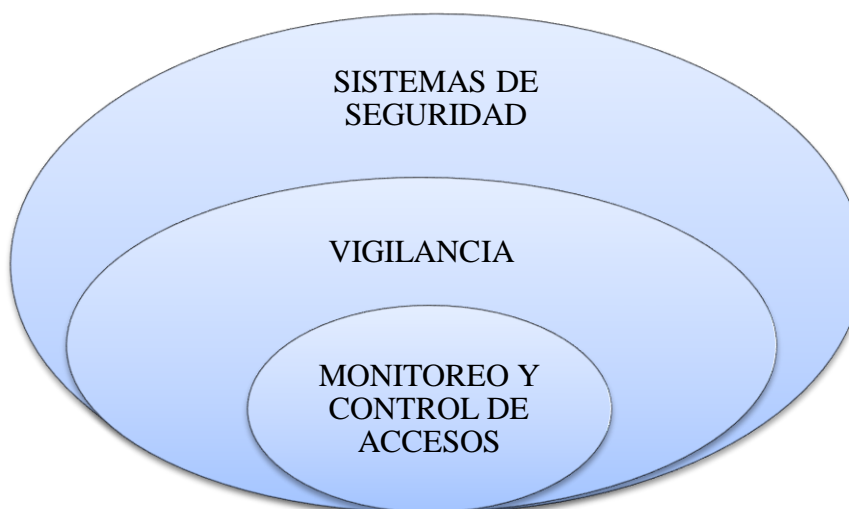 SISTEMAS DE
SEGURIDAD
VIGILANCIA
MONITOREO Y
CONTROL DE
ACCESOS